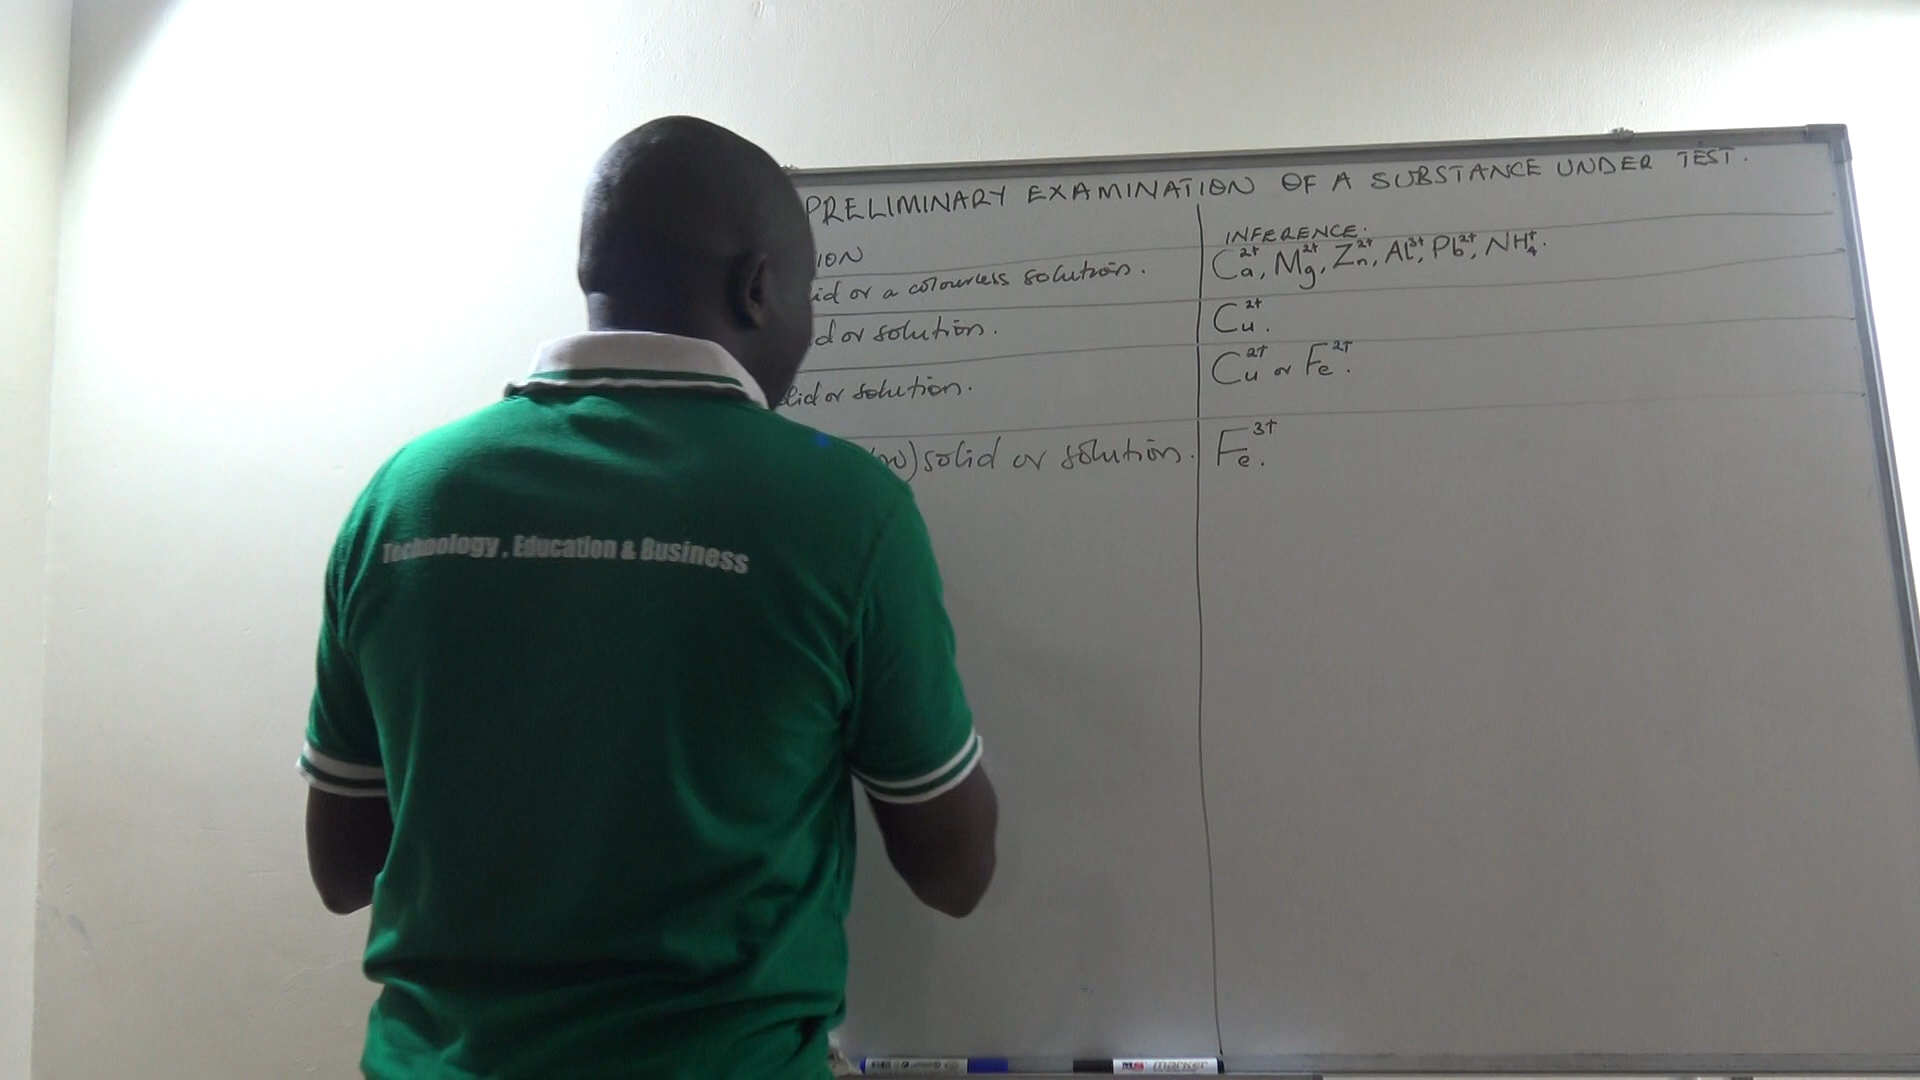 PRELIMINARY EXAMINATION OF A SUBSTANCE UNDER TEST.
ION INFERENCE.
id or a colourless solution. Ca²⁺, Mg²⁺, Zn²⁺, Al³⁺, Pb²⁺, NH₄⁺.
d or solution. Cu²⁺.
lid or solution. Cu²⁺ or Fe²⁺.
solid or solution. Fe³⁺.
Technology . Education & Business
marker